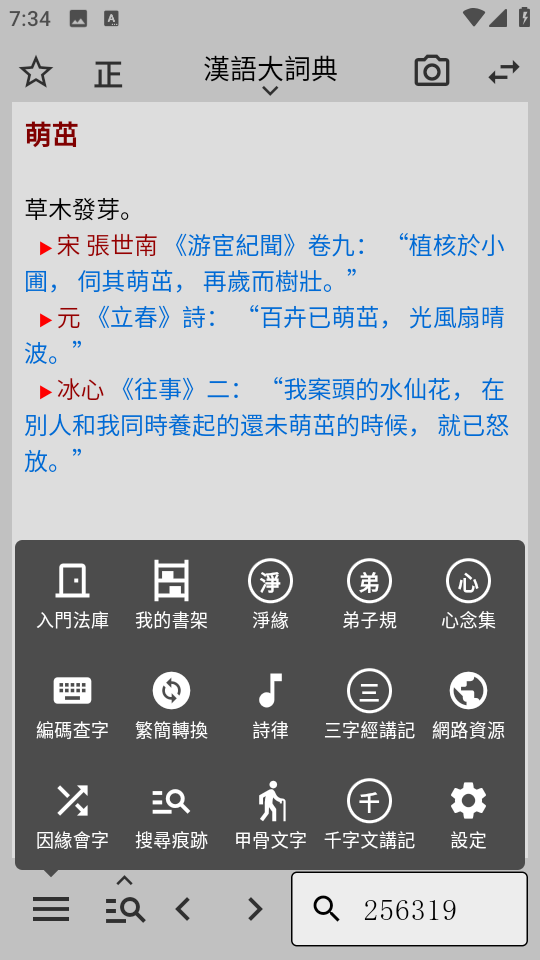 7:34
A
正
漢語大詞典
萌茁
草木發芽。
宋 張世南 《游宦紀聞》卷九： “植核於小
圃， 伺其萌茁， 再歲而樹壯。”
元 《立春》詩： “百卉已萌茁， 光風扇晴
波。”
冰心 《往事》二： “我案頭的水仙花， 在
別人和我同時養起的還未萌茁的時候， 就已怒
放。”
淨 弟 心
入門法庫 我的書架 淨緣 弟子規 心念集
三
編碼查字 繁簡轉換 詩律 三字經講記 網路資源
千
因緣會字 搜尋痕跡 甲骨文字 千字文講記 設定
256319